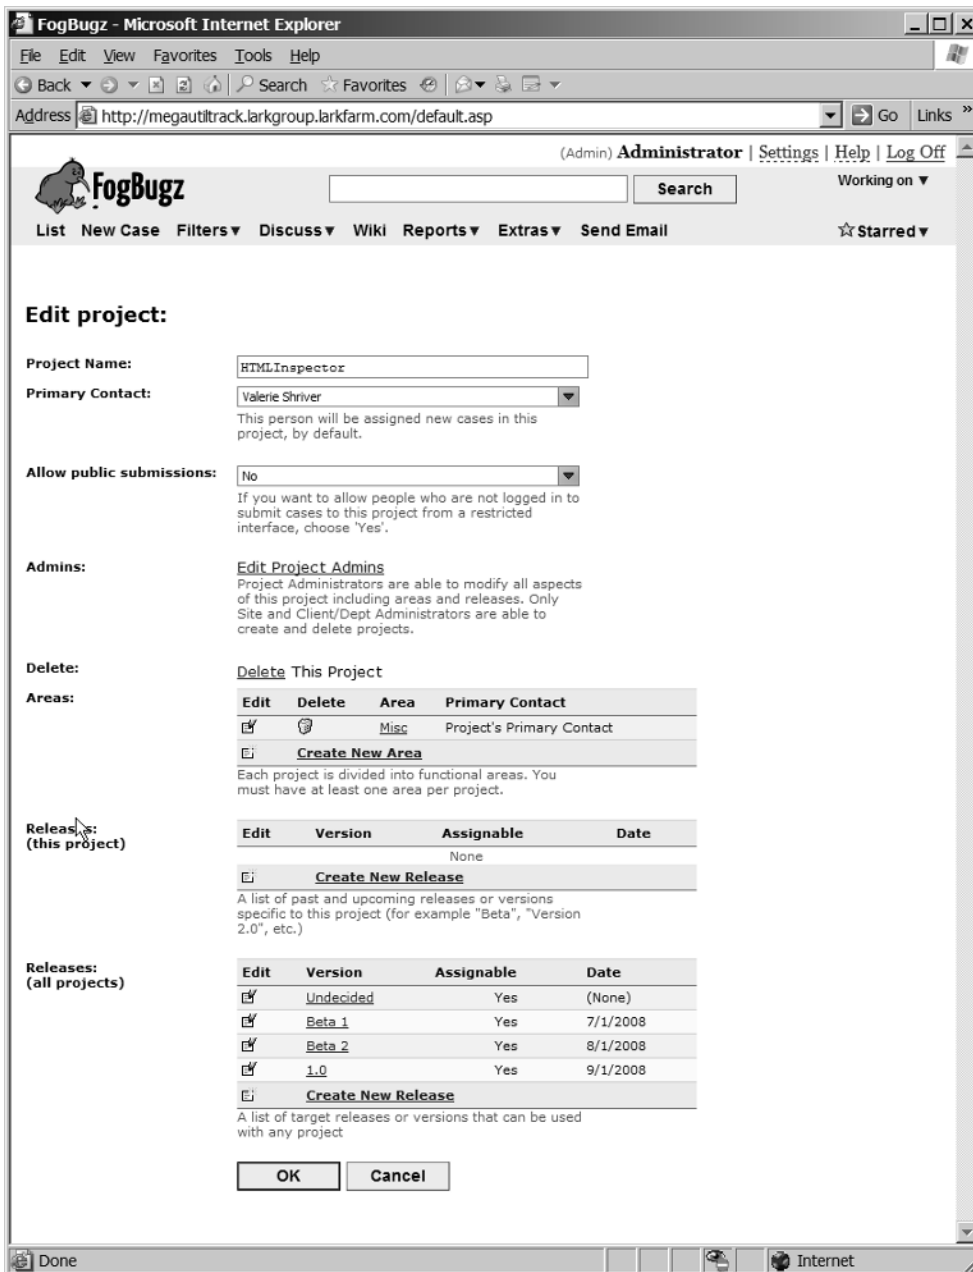 FogBugz - Microsoft Internet Explorer
File Edit View Favorites Tools Help
Back Search Favorites
Address http://megautiltrack.larkgroup.larkfarm.com/default.asp Go Links »
(Admin) Administrator | Settings | Help | Log Off
FogBugz Search Working on ▼
List New Case Filters ▼ Discuss ▼ Wiki Reports ▼ Extras ▼ Send Email ☆ Starred ▼
Edit project:
Project Name: HTMLInspector
Primary Contact: Valerie Shriver
This person will be assigned new cases in this
project, by default.
Allow public submissions: No
If you want to allow people who are not logged in to
submit cases to this project from a restricted
interface, choose 'Yes'.
Admins: Edit Project Admins
Project Administrators are able to modify all aspects
of this project including areas and releases. Only
Site and Client/Dept Administrators are able to
create and delete projects.
Delete: Delete This Project
Areas: Edit Delete Area Primary Contact
Misc Project's Primary Contact
Create New Area
Each project is divided into functional areas. You
must have at least one area per project.
Releases: Edit Version Assignable Date
(this project)
None
Create New Release
A list of past and upcoming releases or versions
specific to this project (for example "Beta", "Version
2.0", etc.)
Releases: Edit Version Assignable Date
(all projects)
Undecided Yes (None)
Beta 1 Yes 7/1/2008
Beta 2 Yes 8/1/2008
1.0 Yes 9/1/2008
Create New Release
A list of target releases or versions that can be used
with any project
OK Cancel
Done Internet